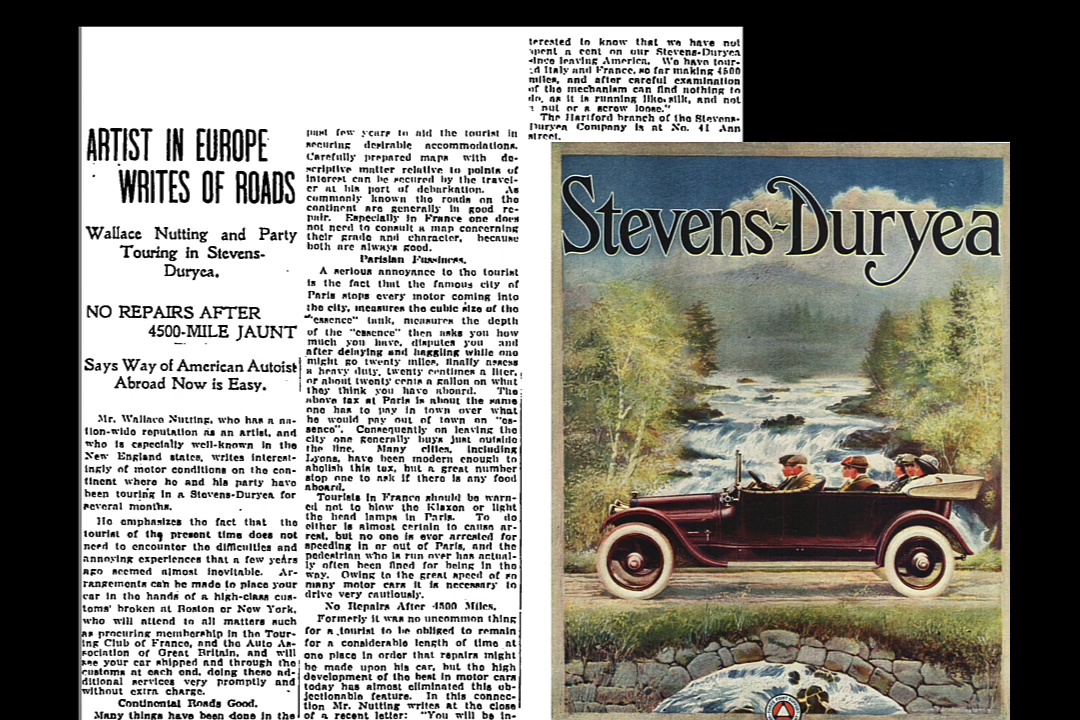 ARTIST IN EUROPE
WRITES OF ROADS
Wallace Nutting and Party
Touring in Stevens-
Duryea.
NO REPAIRS AFTER
4500-MILE JAUNT
Says Way of American Autoist
Abroad Now is Easy.
Mr. Wallace Nutting, who has a na-
tion-wide reputation as an artist, and
who is especially well-known in the
New England states, writes interest-
ingly of motor conditions on the con-
tinent where he and his party have
been touring in a Stevens-Duryea for
several months.
He emphasizes the fact that the
tourist of the present time does not
need to encounter the difficulties and
annoying experiences that a few years
ago seemed almost inevitable. Ar-
rangements can be made to place your
car in the hands of a high-class cus-
toms' broken at Boston or New York,
who will attend to all matters such
as procuring membership in the Tour-
ing Club of France, and the Auto As-
sociation of Great Britain, and will
see your car shipped and through the
customs at each end, doing these ad-
ditional services very promptly and
without extra charge.
Continental Roads Good.
Many things have been done in the
past few years to aid the tourist in
securing desirable accommodations.
Carefully prepared maps with de-
scriptive matter relative to points of
interest can be secured by the travel-
er at his port of debarkation. As
commonly known the roads on the
continent are generally in good re-
pair. Especially in France one does
not need to consult a map concerning
their grade and character, because
both are always good.
Parisian Fussiness.
A serious annoyance to the tourist
is the fact that the famous city of
Paris stops every motor coming into
the city, measures the cubic size of the
"essence" tank, measures the depth
of the "essence" then asks you how
much you have, disputes you and
after delaying and haggling while one
might go twenty miles, finally assess
a heavy duty, twenty centimes a liter,
or about twenty cents a gallon on what
they think you have aboard. The
above tax at Paris is about the same
one has to pay in town over what
he would pay out of town on "es-
sence". Consequently on leaving the
city one generally buys just outside
the line. Many cities, including
Lyons, have been modern enough to
abolish this tax, but a great number
stop one to ask if there is any food
aboard.
Tourists in France should be warn-
ed not to blow the Klaxon or light
the head lamps in Paris. To do
either is almost certain to cause ar-
rest, but no one is ever arrested for
speeding in or out of Paris, and the
pedestrian who is run over has actual-
ly often been fined for being in the
way. Owing to the great speed of so
many motor cars it is necessary to
drive very cautiously.
No Repairs After 4500 Miles.
Formerly it was no uncommon thing
for a tourist to be obliged to remain
for a considerable length of time at
one place in order that repairs might
be made upon his car, but the high
development of the best in motor cars
today has almost eliminated this ob-
jectionable feature. In this connec-
tion Mr. Nutting writes at the close
of a recent letter: "You will be in-
terested to know that we have not
spent a cent on our Stevens-Duryea
since leaving America. We have tour-
ed Italy and France, so far making 4500
miles, and after careful examination
of the mechanism can find nothing to
do, as it is running like silk, and not
a nut or a screw loose."
The Hartford branch of the Stevens-
Duryea Company is at No. 41 Ann
street.
Stevens-Duryea